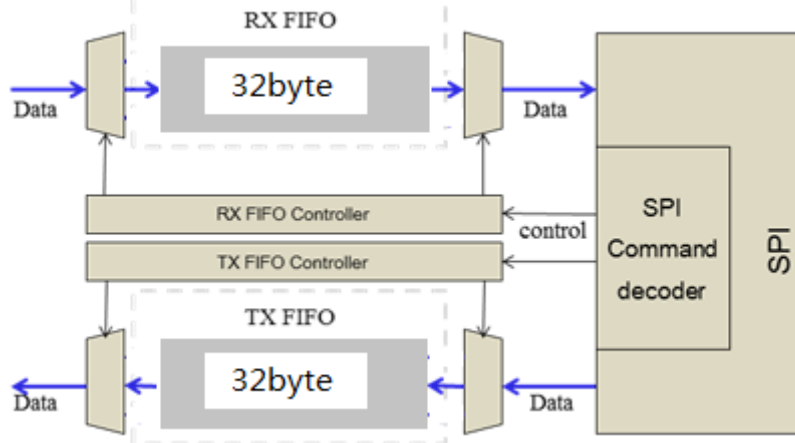 RX FIFO
32byte
Data
Data
RX FIFO Controller
control
TX FIFO Controller
SPI
Command
decoder
SPI
TX FIFO
32byte
Data
Data